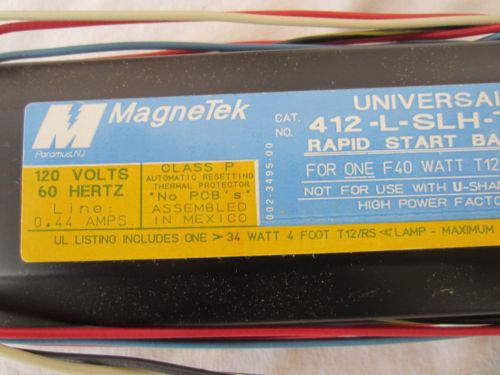 MagneTek
Paramus, NJ
CAT. NO.
UNIVERSAL
412-L-SLH-
RAPID START
FOR ONE F40 WATT T12
NOT FOR USE WITH U-SHA
HIGH POWER FACTO
002-3495-00
120 VOLTS
60 HERTZ
Line:
0.44 AMPS
CLASS P
AUTOMATIC RESETTING
THERMAL PROTECTOR
"No PCB's"
ASSEMBLED
IN MEXICO
UL LISTING INCLUDES ONE > 34 WATT 4 FOOT T12/RS < LAMP - MAXIMUM